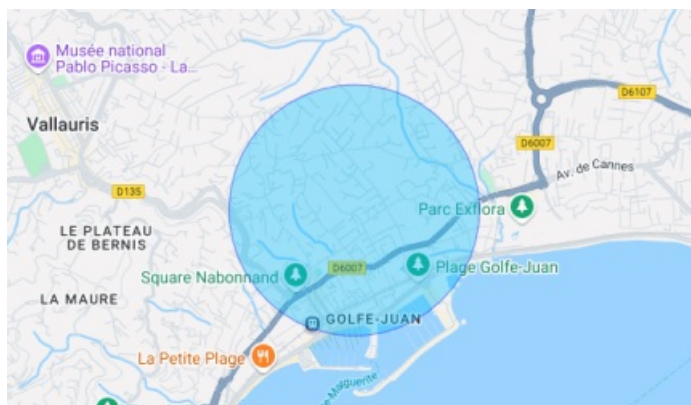 Musée national
Pablo Picasso - La...
D6107
Vallauris
D6007
Av. de Cannes
D135
Parc Exflora
LE PLATEAU
DE BERNIS
D6007
Plage Golfe-Juan
Square Nabonnand
LA MAURE
GOLFE-JUAN
La Petite Plage